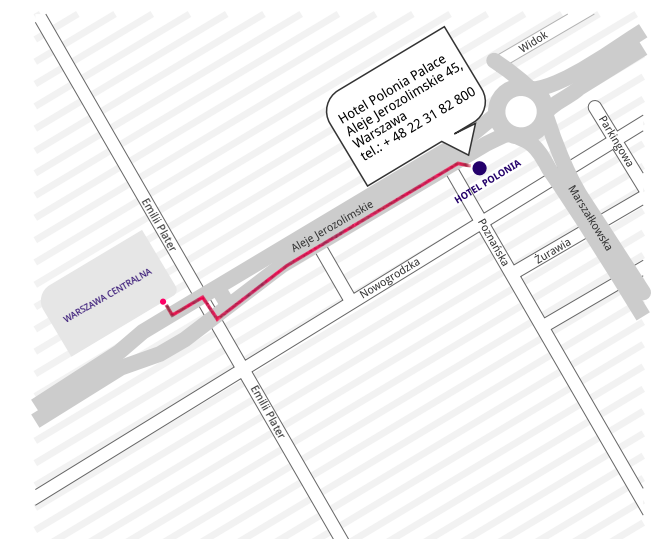 Widok
Hotel Polonia Palace
Aleje Jerozolimskie 45,
Warszawa
tel.: + 48 22 31 82 800
Parkingowa
HOTEL POLONIA
Marszałkowska
Emilii Plater
Aleje Jerozolimskie
Poznańska
Żurawia
WARSZAWA CENTRALNA
Nowogrodzka
Emilii Plater